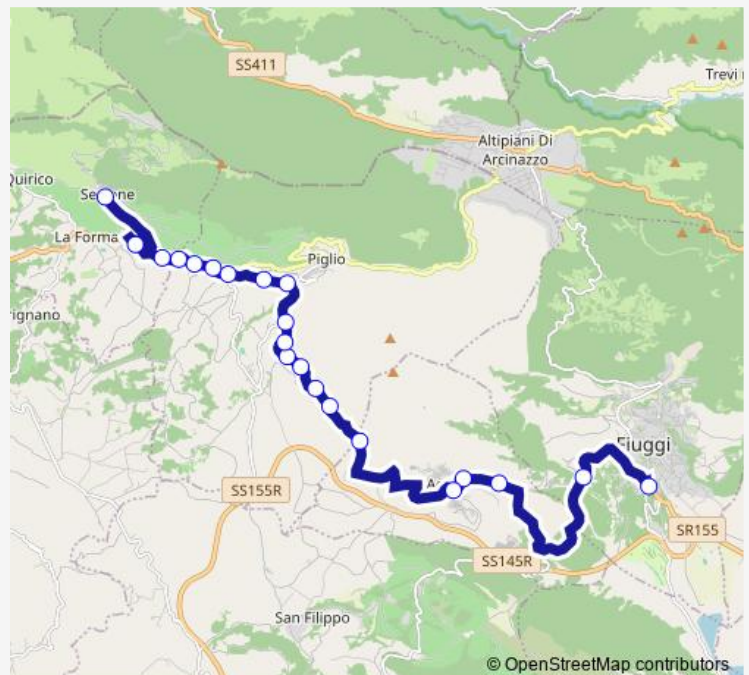 SS411
Trevi
Altipiani Di
Arcinazzo
Quirico
La Forma
Piglio
rignano
Fiuggi
SS155R
SR155
SS145R
San Filippo
© OpenStreetMap contributors